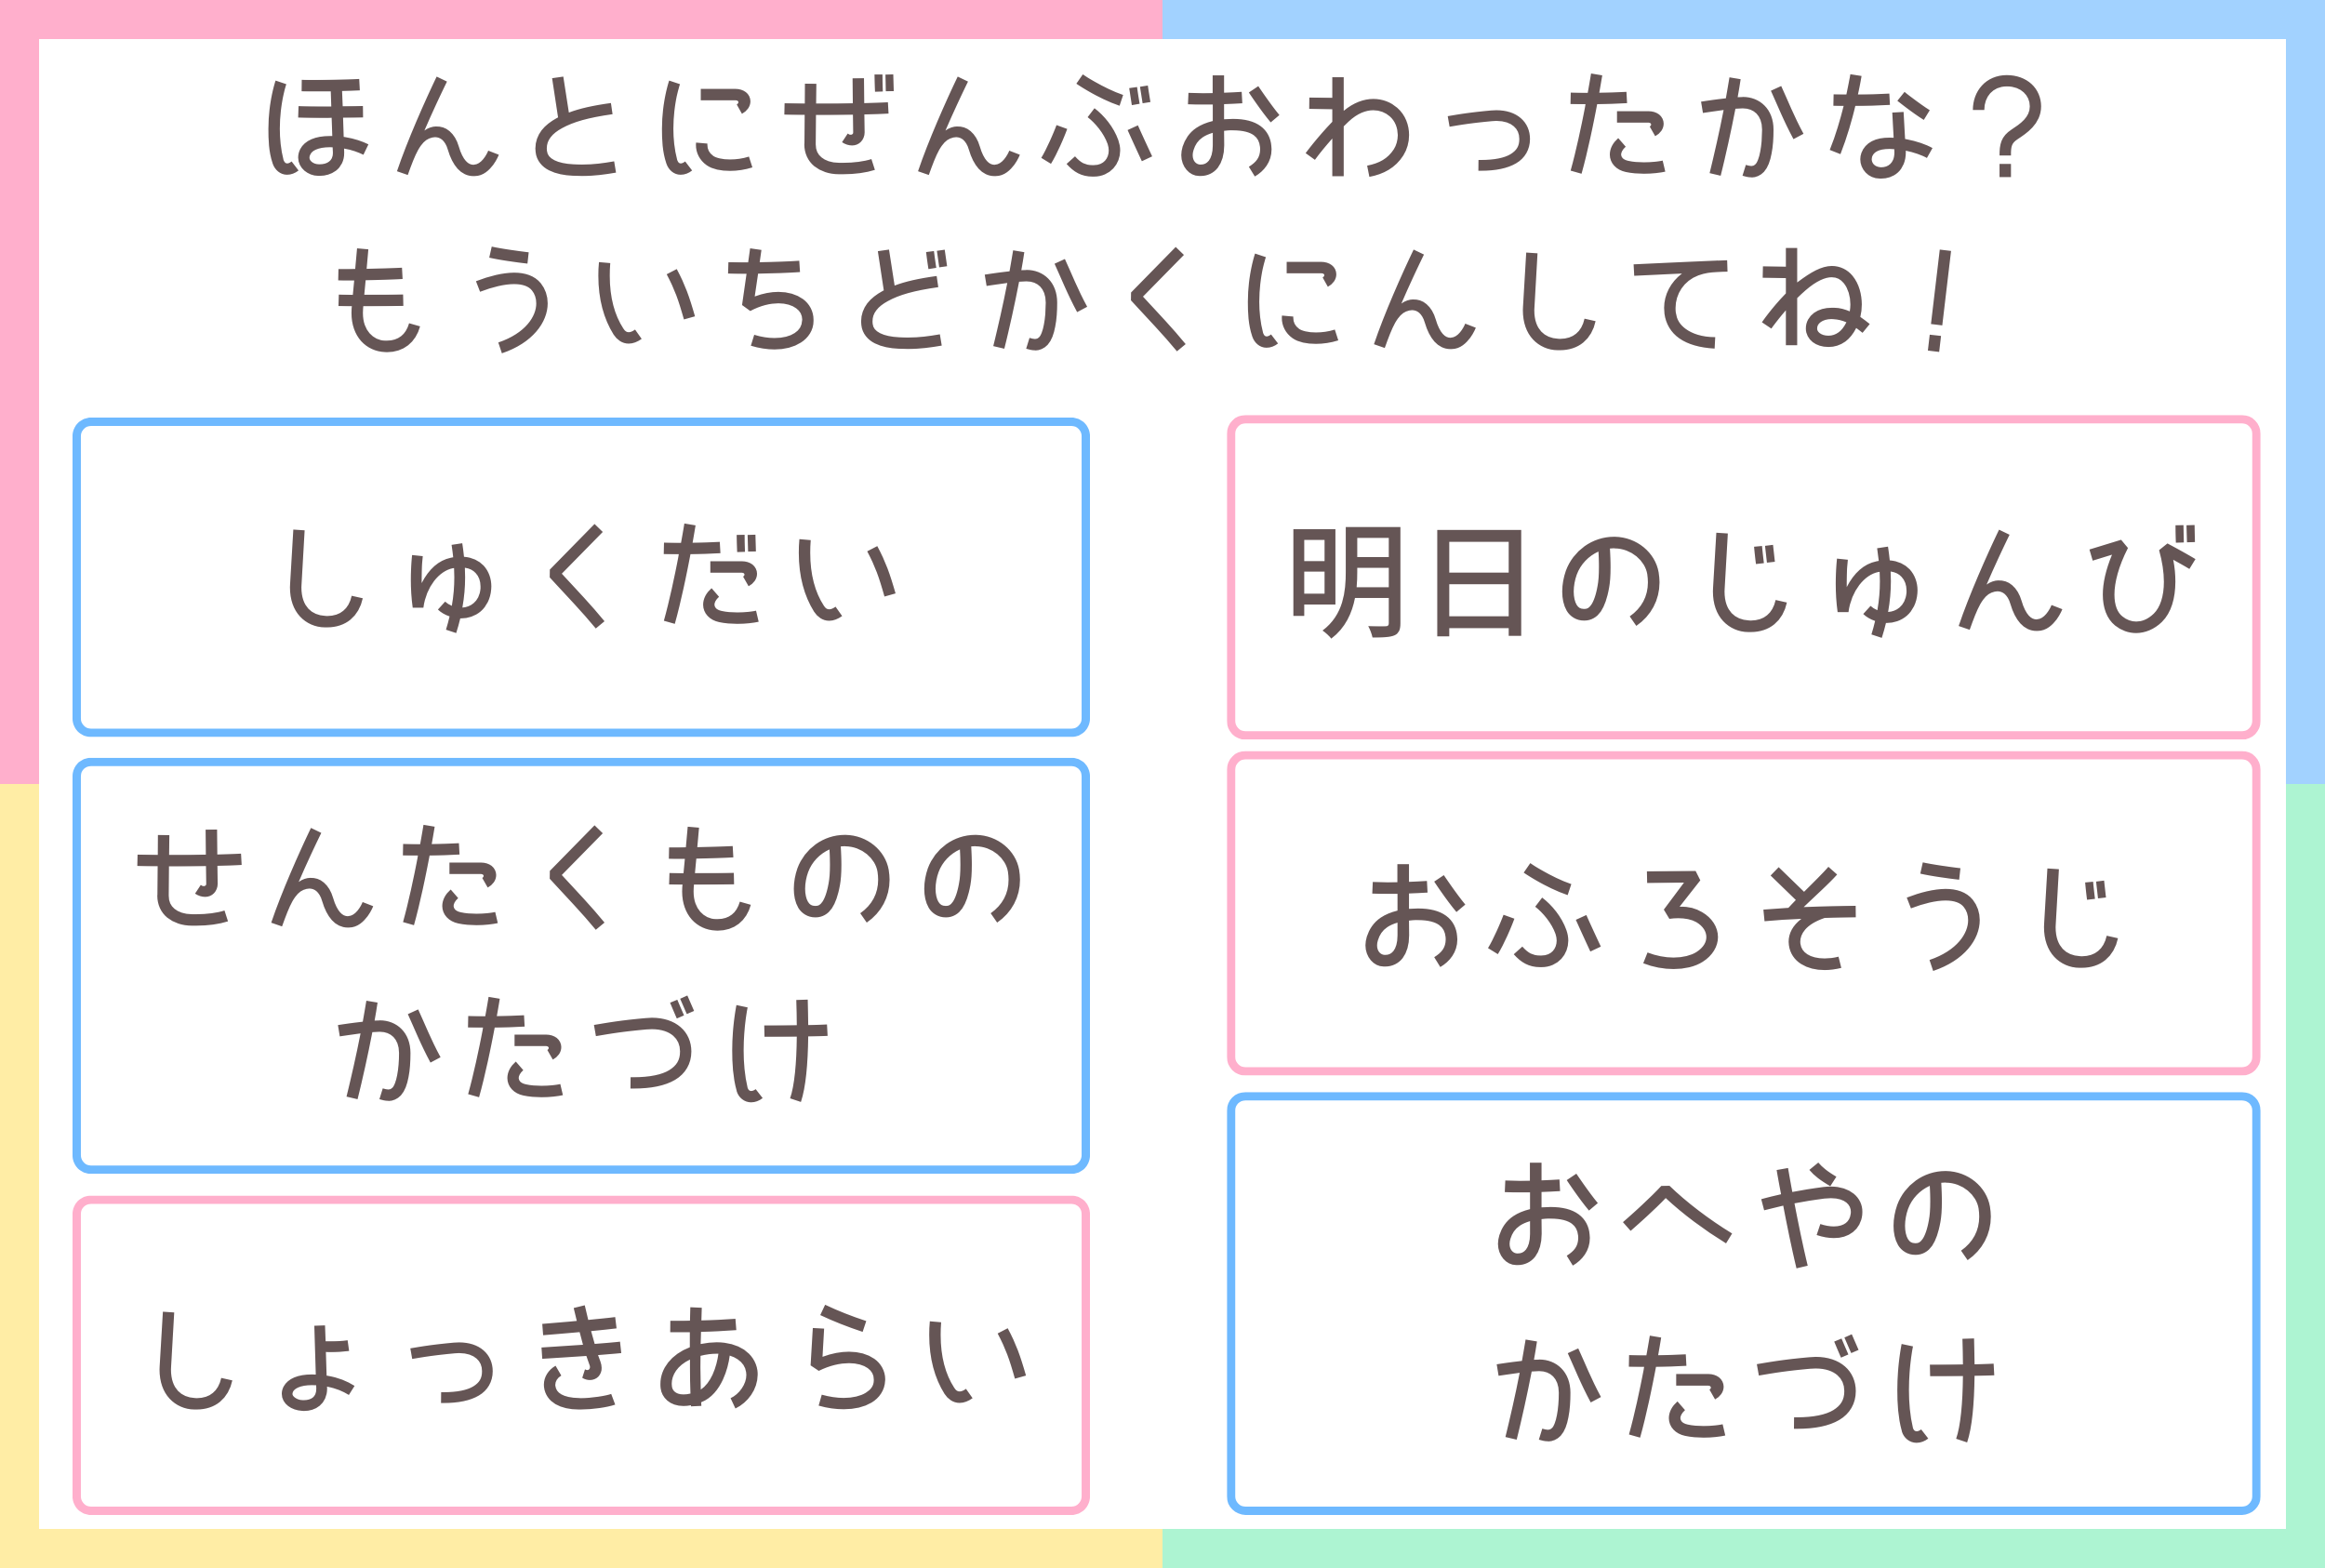 ほんとにぜんぶおわったかな？
もういちどかくにんしてね！
しゅくだい
明日のじゅんび
せんたくものの
かたづけ
おふろそうじ
しょっきあらい
おへやの
かたづけ